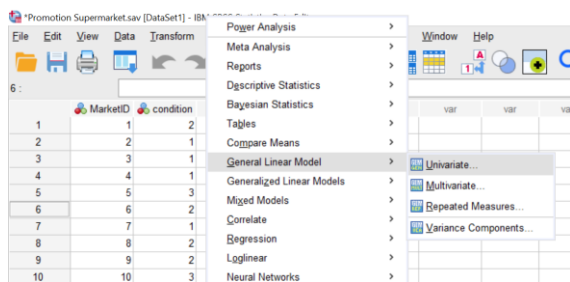 *Promotion Supermarket.sav [DataSet1] - IBM SPSS Statistics Data Editor
File Edit View Data Transform Window Help
6 :
MarketID condition var var va
1 1 2
2 2 1
3 3 1
4 4 1
5 5 3
6 6 2
7 7 1
8 8 2
9 9 2
10 10 3
Power Analysis >
Meta Analysis >
Reports >
Descriptive Statistics >
Bayesian Statistics >
Tables >
Compare Means >
General Linear Model >
Generalized Linear Models >
Mixed Models >
Correlate >
Regression >
Loglinear >
Neural Networks >
Univariate...
Multivariate...
Repeated Measures...
Variance Components...